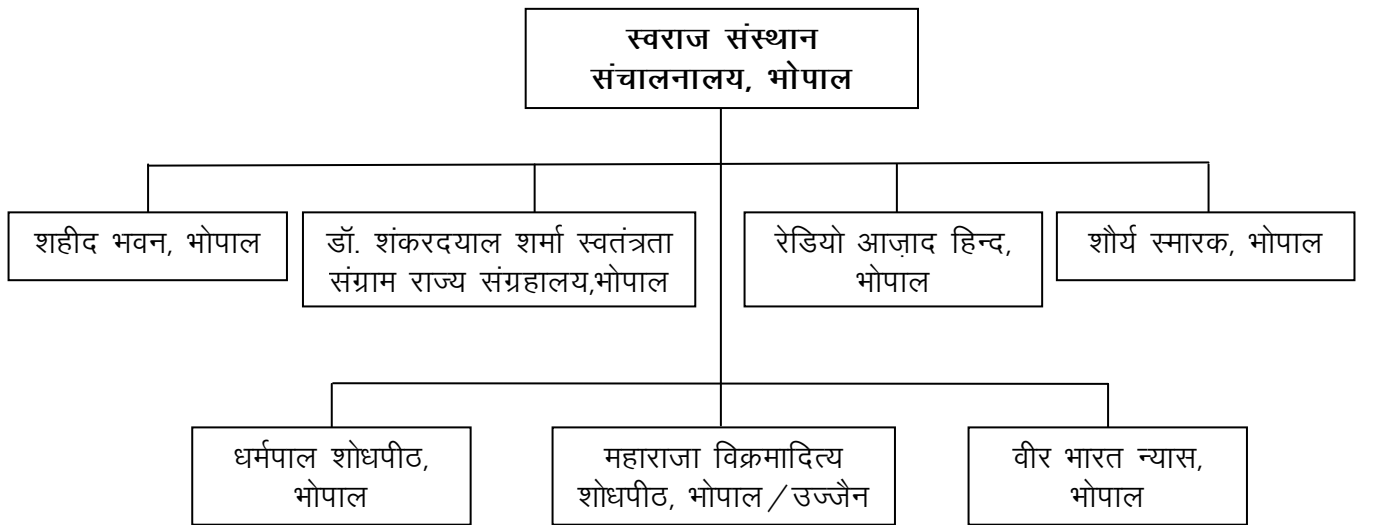 स्वराज संस्थान
संचालनालय, भोपाल
शहीद भवन, भोपाल
डॉ. शंकरदयाल शर्मा स्वतंत्रता
संग्राम राज्य संग्रहालय,भोपाल
रेडियो आज़ाद हिन्द,
भोपाल
शौर्य स्मारक, भोपाल
धर्मपाल शोधपीठ,
भोपाल
महाराजा विक्रमादित्य
शोधपीठ, भोपाल/उज्जैन
वीर भारत न्यास,
भोपाल